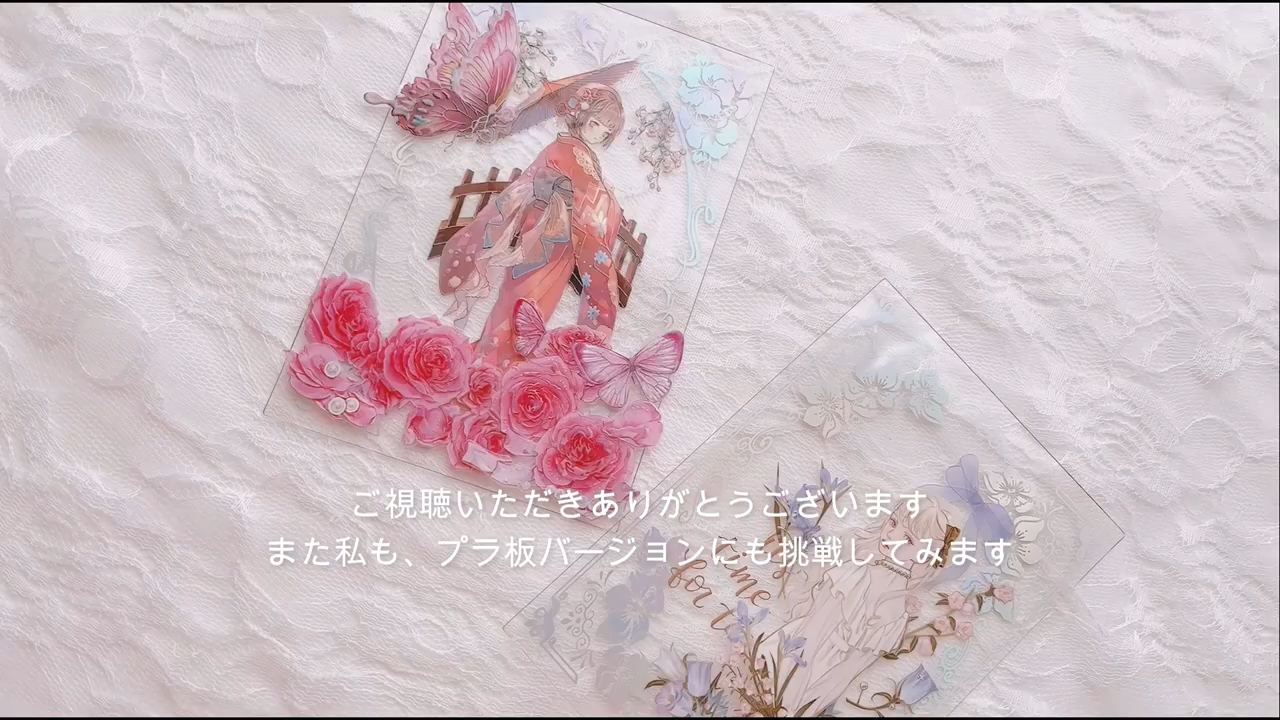 ご視聴いただきありがとうございます
また私も、プラ板バージョンにも挑戦してみます
for